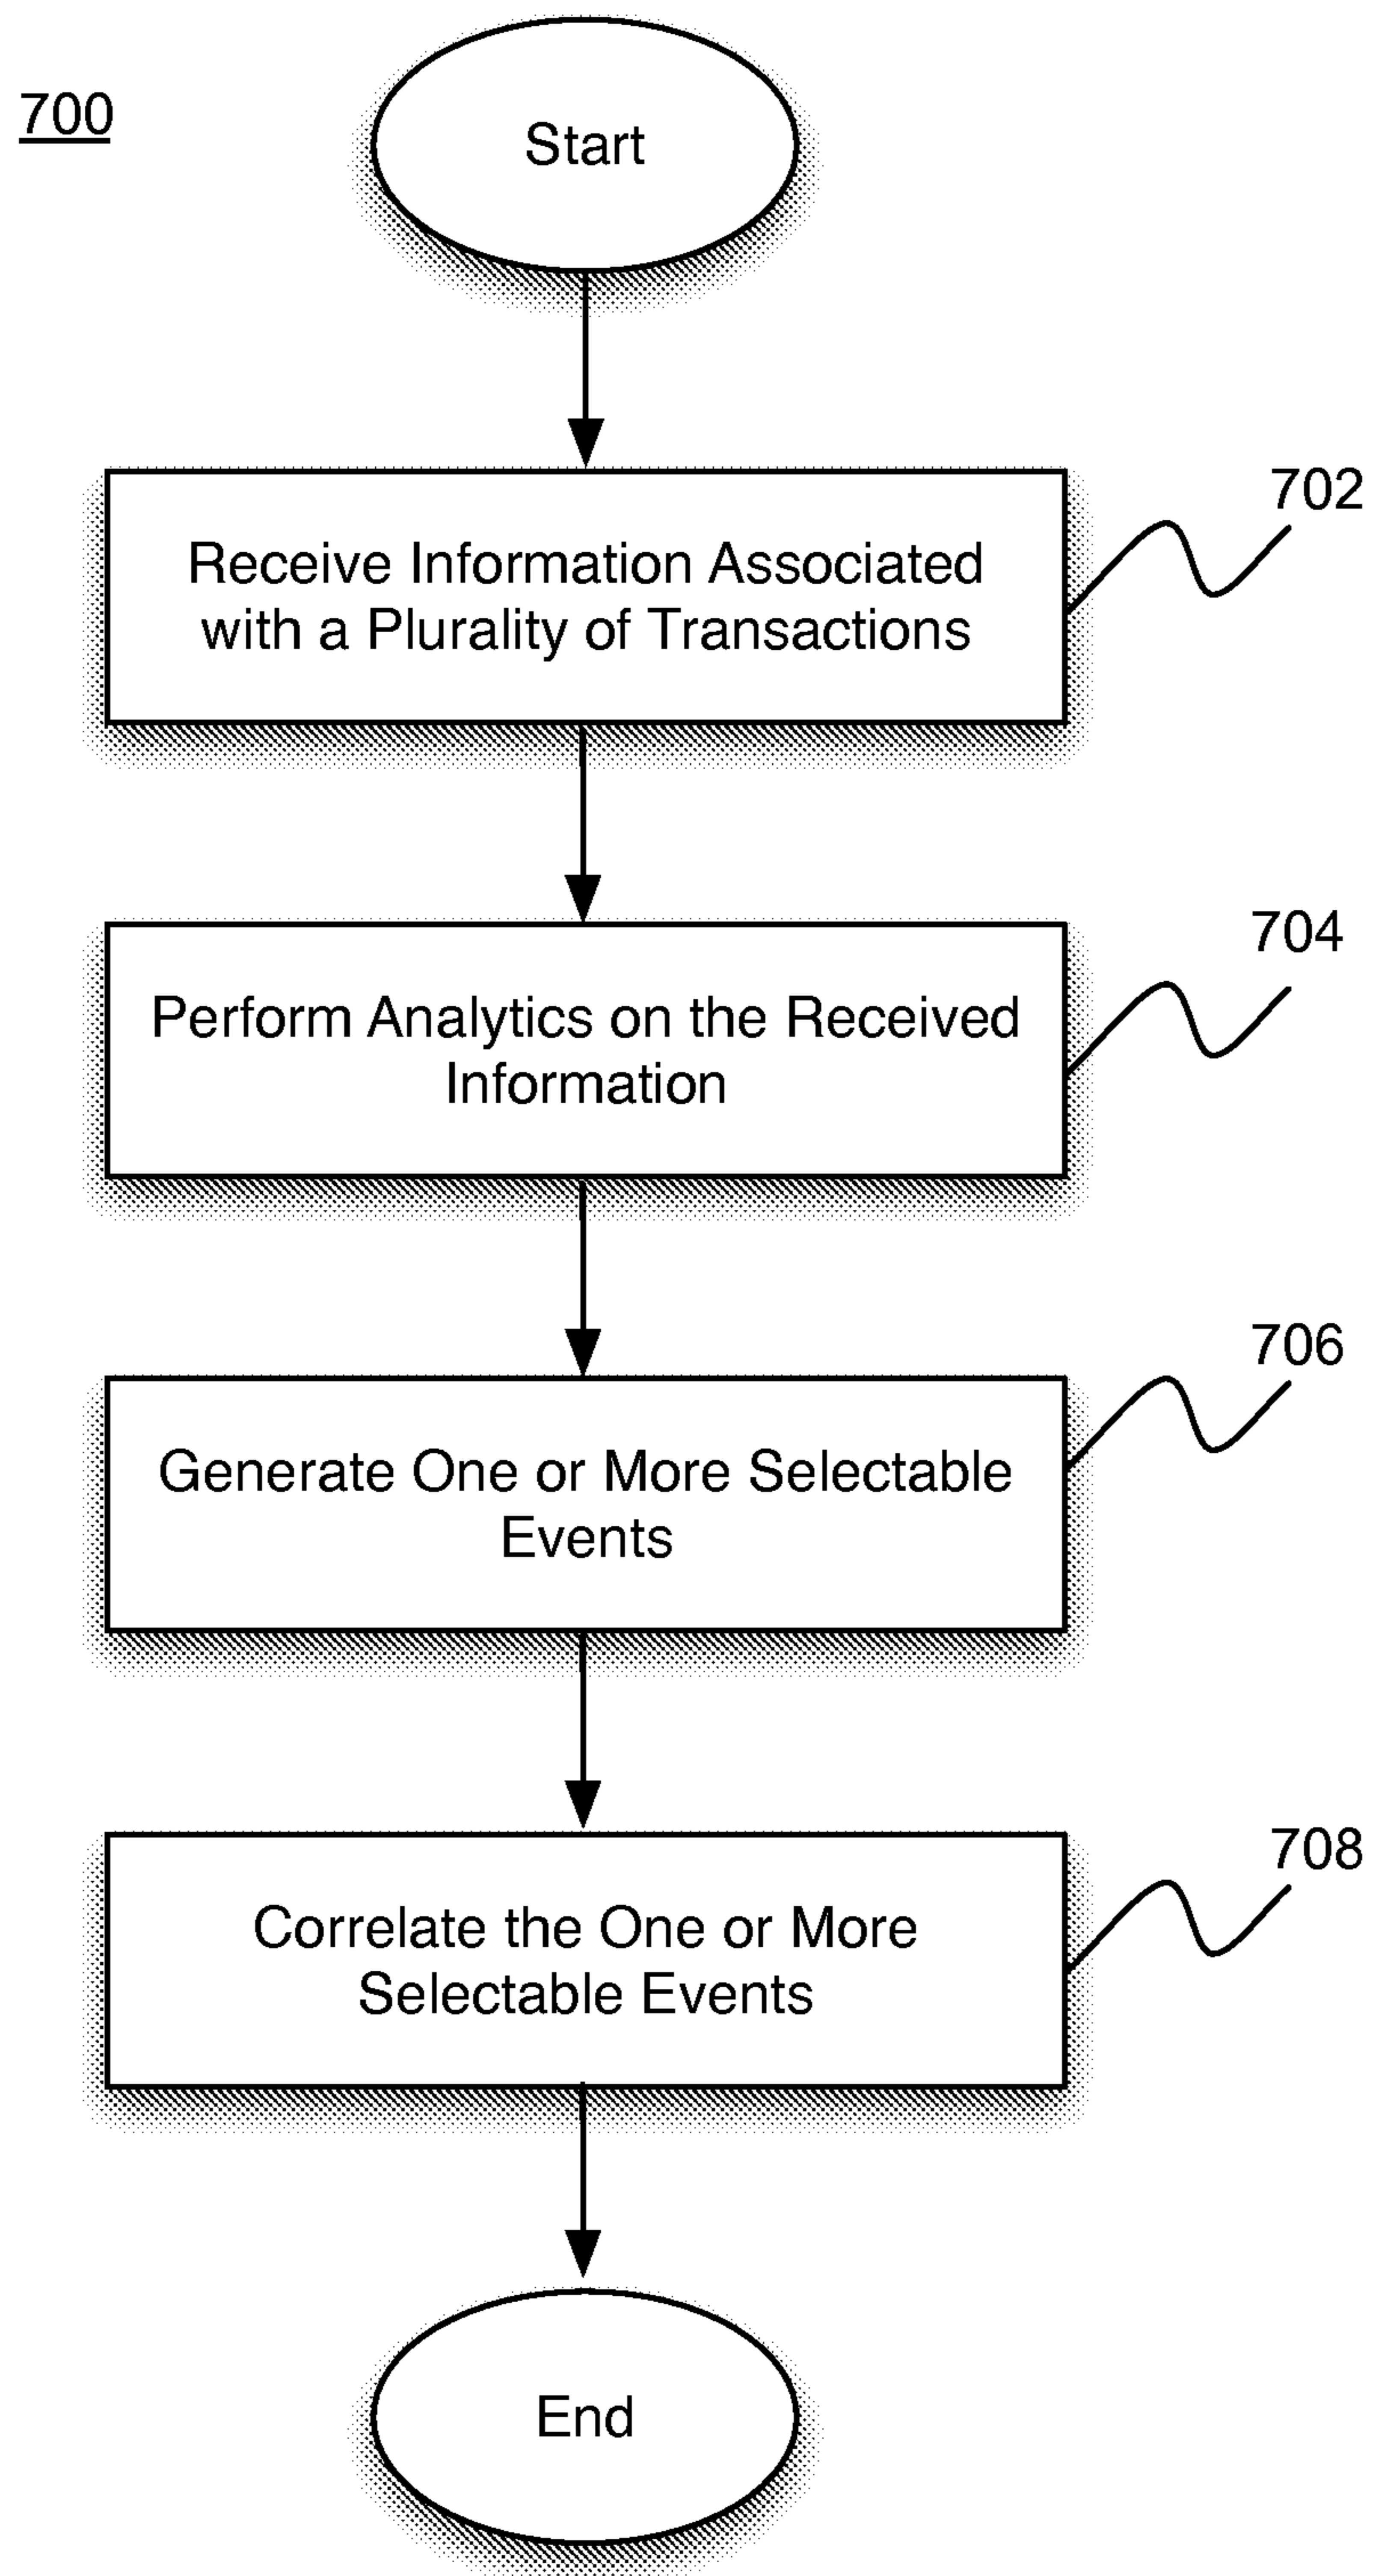 700
Start
702
Receive Information Associated
with a Plurality of Transactions
704
Perform Analytics on the Received
Information
706
Generate One or More Selectable
Events
708
Correlate the One or More
Selectable Events
End